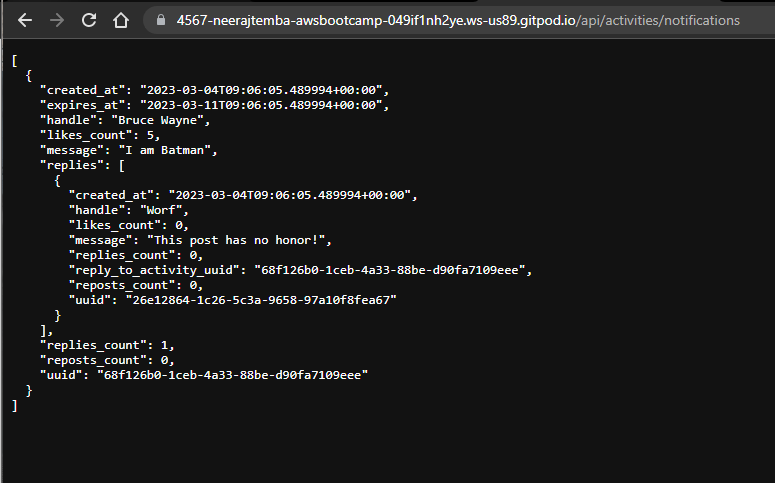 4567-neerajtemba-awsbootcamp-049if1nh2ye.ws-us89.gitpod.io/api/activities/notifications
[
  {
    "created_at": "2023-03-04T09:06:05.489994+00:00",
    "expires_at": "2023-03-11T09:06:05.489994+00:00",
    "handle": "Bruce Wayne",
    "likes_count": 5,
    "message": "I am Batman",
    "replies": [
      {
        "created_at": "2023-03-04T09:06:05.489994+00:00",
        "handle": "Worf",
        "likes_count": 0,
        "message": "This post has no honor!",
        "replies_count": 0,
        "reply_to_activity_uuid": "68f126b0-1ceb-4a33-88be-d90fa7109eee",
        "reposts_count": 0,
        "uuid": "26e12864-1c26-5c3a-9658-97a10f8fea67"
      }
    ],
    "replies_count": 1,
    "reposts_count": 0,
    "uuid": "68f126b0-1ceb-4a33-88be-d90fa7109eee"
  }
]